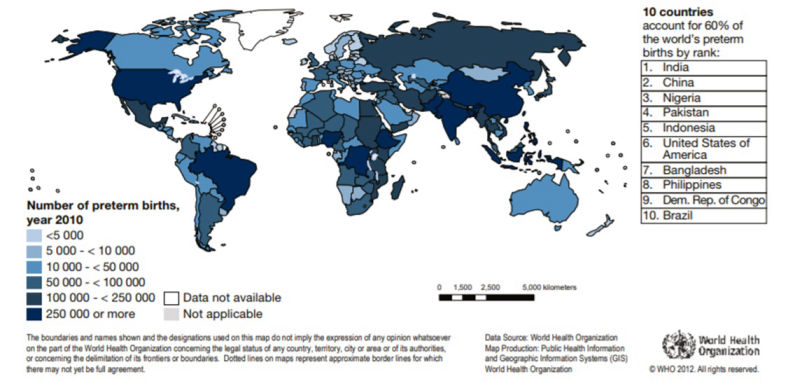 10 countries
account for 60% of
the world's preterm
births by rank:
1. India
2. China
3. Nigeria
4. Pakistan
5. Indonesia
6. United States of
America
7. Bangladesh
8. Philippines
9. Dem. Rep. of Congo
10. Brazil
Number of preterm births,
year 2010
<5 000
5 000 - < 10 000
10 000 - < 50 000
50 000 - < 100 000
100 000 - < 250 000
250 000 or more
Data not available
Not applicable
0 1,500 2,500 5,000 kilometers
The boundaries and names shown and the designations used on this map do not imply the expression of any opinion whatsoever
on the part of the World Health Organization concerning the legal status of any country, territory, city or area or of its authorities,
or concerning the delimitation of its frontiers or boundaries. Dotted lines on maps represent approximate border lines for which
there may not yet be full agreement.
Data Source: World Health Organization
Map Production: Public Health Information
and Geographic Information Systems (GIS)
World Health Organization
World Health
Organization
© WHO 2012. All rights reserved.